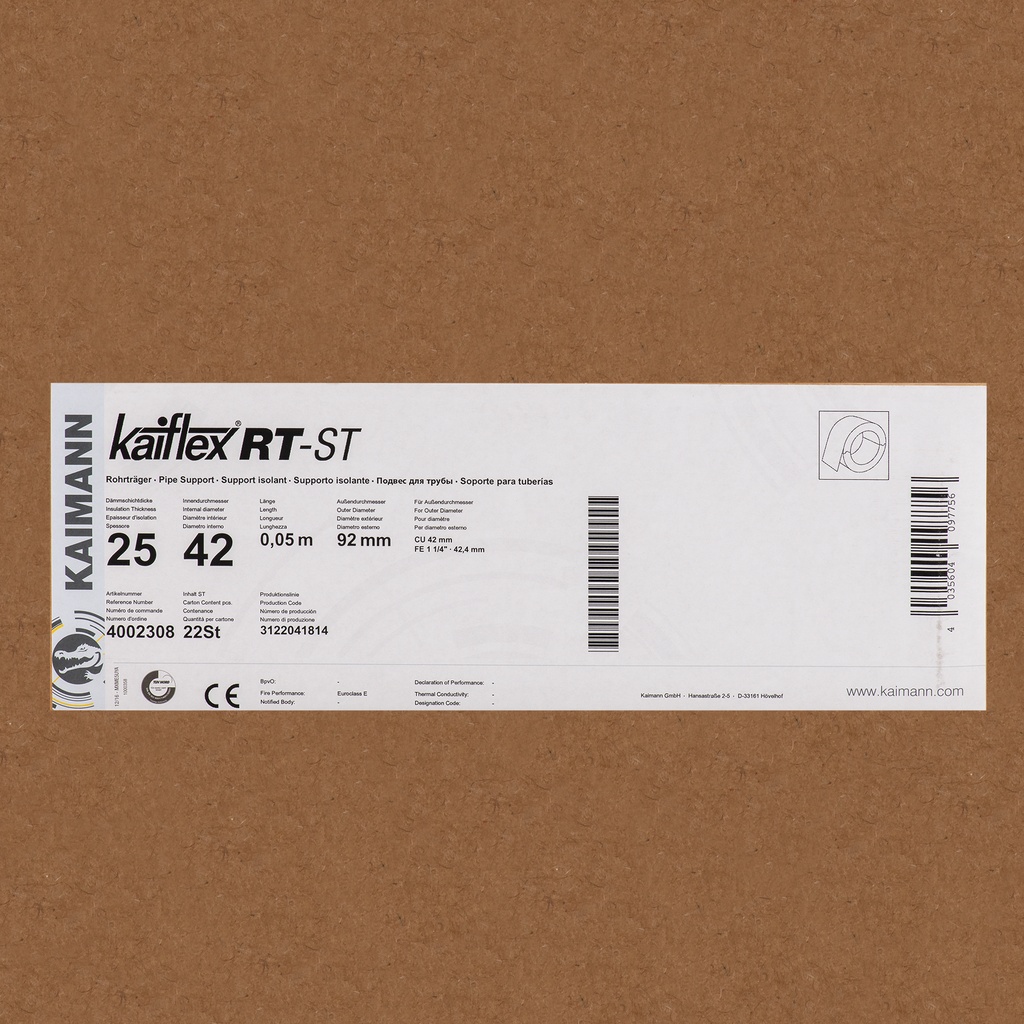 KAIMANN
kaiflex® RT-ST
Rohrträger · Pipe Support · Support isolant · Supporto isolante · Подвес для трубы · Soporte para tuberías
Dämmschichtdicke
Insulation Thickness
Epaisseur d'isolation
Spessore
25
Innendurchmesser
Internal diameter
Diamètre intérieur
Diametro interno
42
Länge
Length
Longueur
Lunghezza
0,05 m
Außendurchmesser
Outer Diameter
Diamètre extérieur
Diametro esterno
92 mm
Für Außendurchmesser
For Outer Diameter
Pour diamètre
Per diametro esterno
CU 42 mm
FE 1 1/4" · 42,4 mm
Artikelnummer
Reference Number
Numéro de commande
Numero d'ordine
4002308
Inhalt ST
Carton Content pcs.
Contenance
Quantità per cartone
22St
Produktionslinie
Production Code
Número de producción
Numero di produzione
3122041814
CE
BpvO: -
Fire Performance: Euroclass E
Notified Body: -
Declaration of Performance: -
Thermal Conductivity: -
Designation Code: -
Kaimann GmbH · Hansastraße 2-5 · D-33161 Hövelhof
www.kaimann.com
4 035604 097756